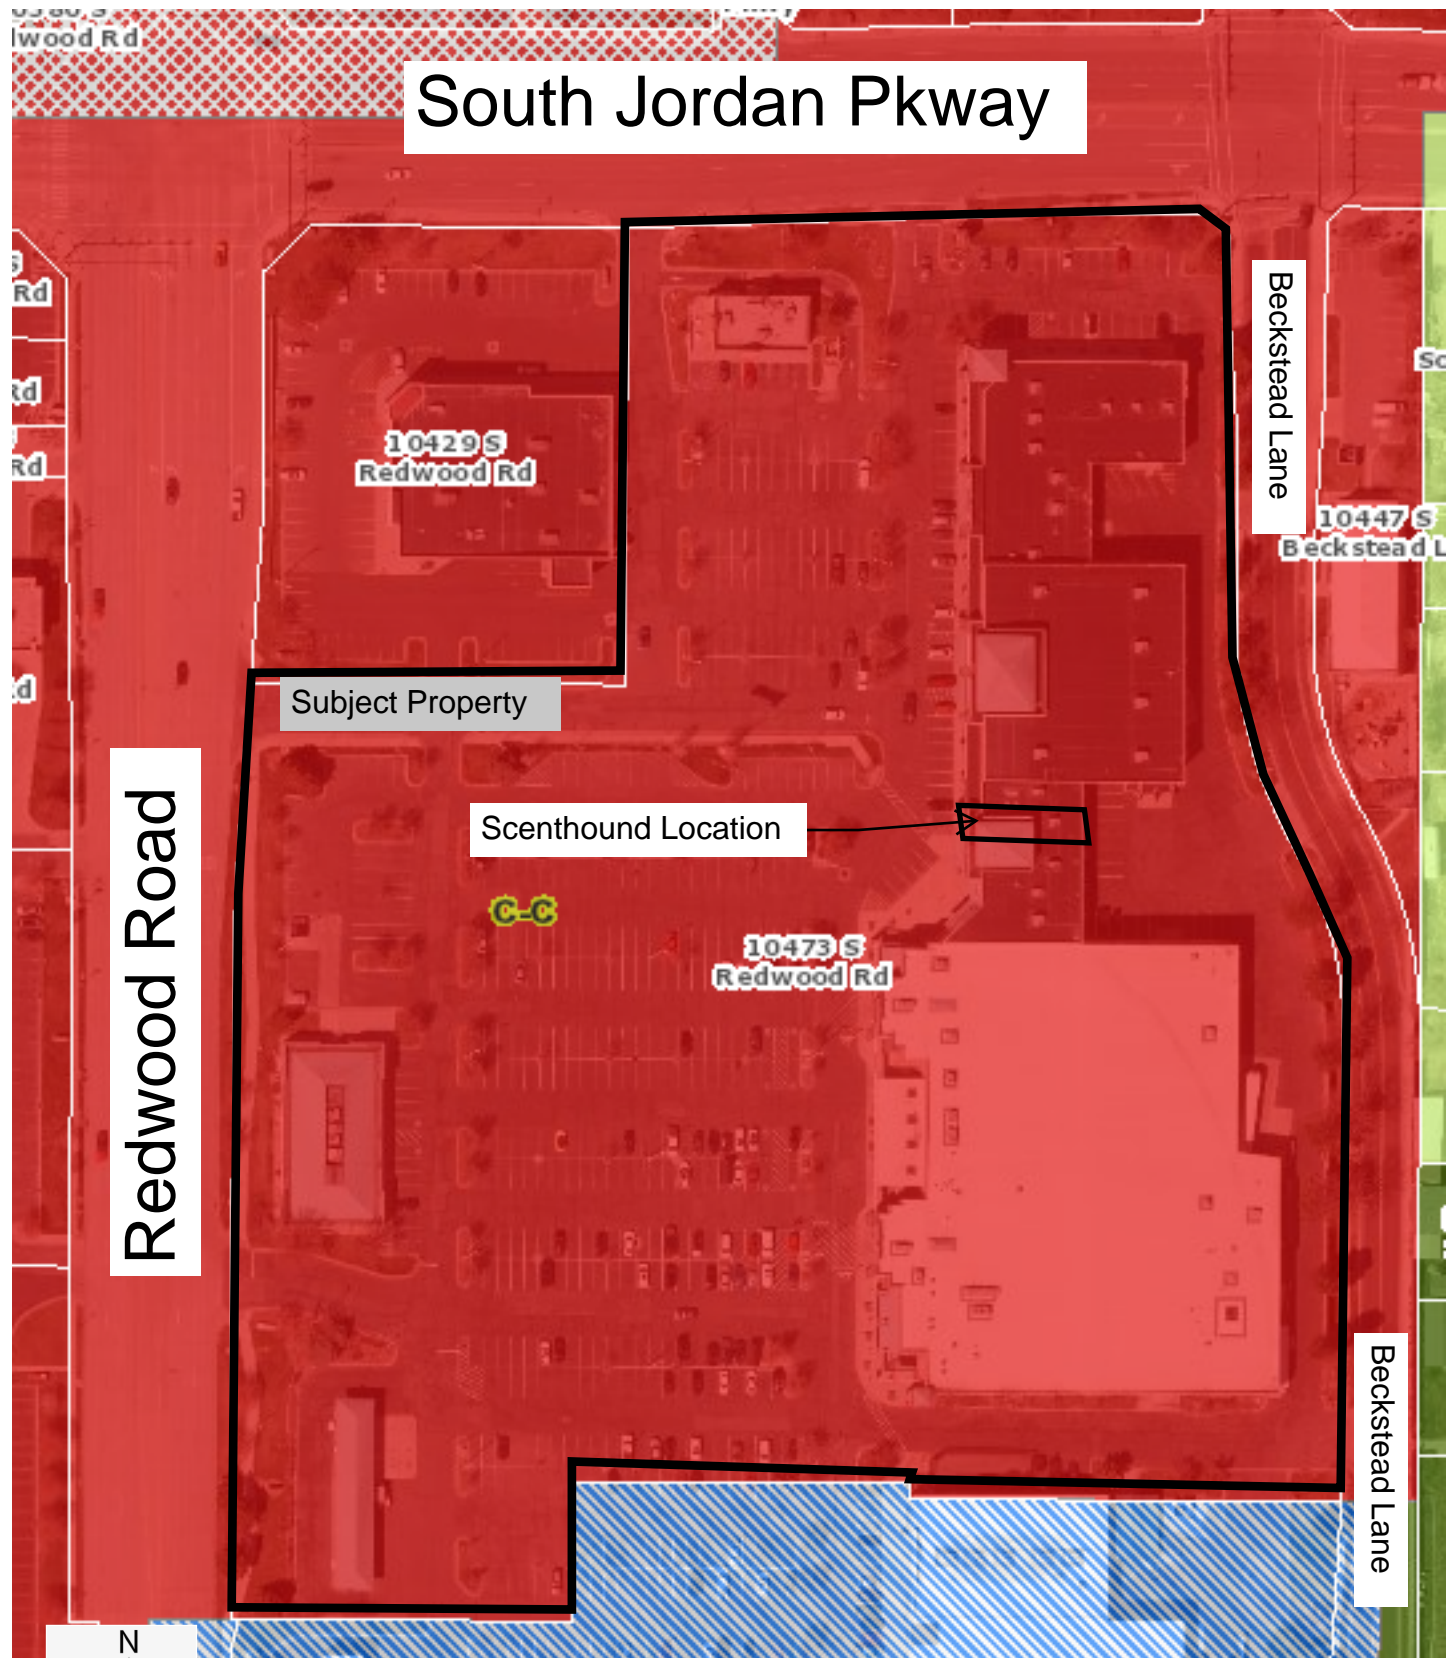 lwood Rd
South Jordan Pkway
S
Rd
Rd
Rd
Beckstead Lane
10429 S
Redwood Rd
10447 S
Beckstead L
Subject Property
Scenthound Location
C-C
10473 S
Redwood Rd
Redwood Road
Beckstead Lane
N